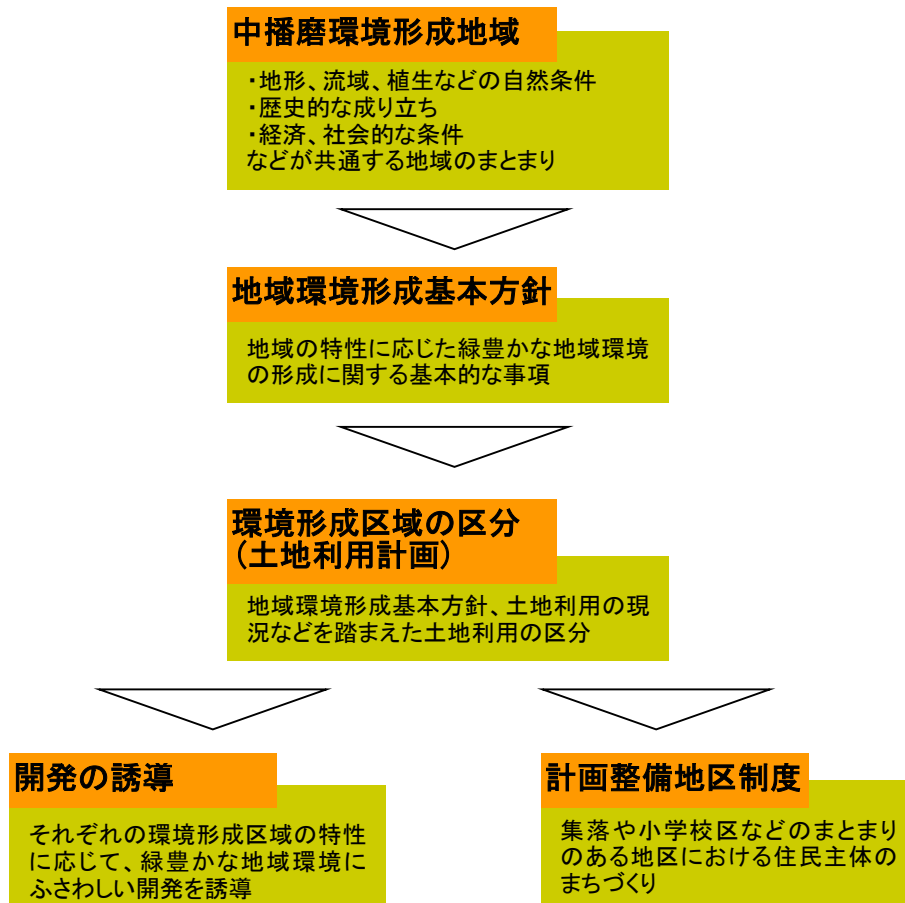 中播磨環境形成地域
・地形、流域、植生などの自然条件
・歴史的な成り立ち
・経済、社会的な条件
などが共通する地域のまとまり
地域環境形成基本方針
地域の特性に応じた緑豊かな地域環境
の形成に関する基本的な事項
環境形成区域の区分
（土地利用計画）
地域環境形成基本方針、土地利用の現
況などを踏まえた土地利用の区分
開発の誘導
それぞれの環境形成区域の特性
に応じて、緑豊かな地域環境に
ふさわしい開発を誘導
計画整備地区制度
集落や小学校区などのまとまり
のある地区における住民主体の
まちづくり